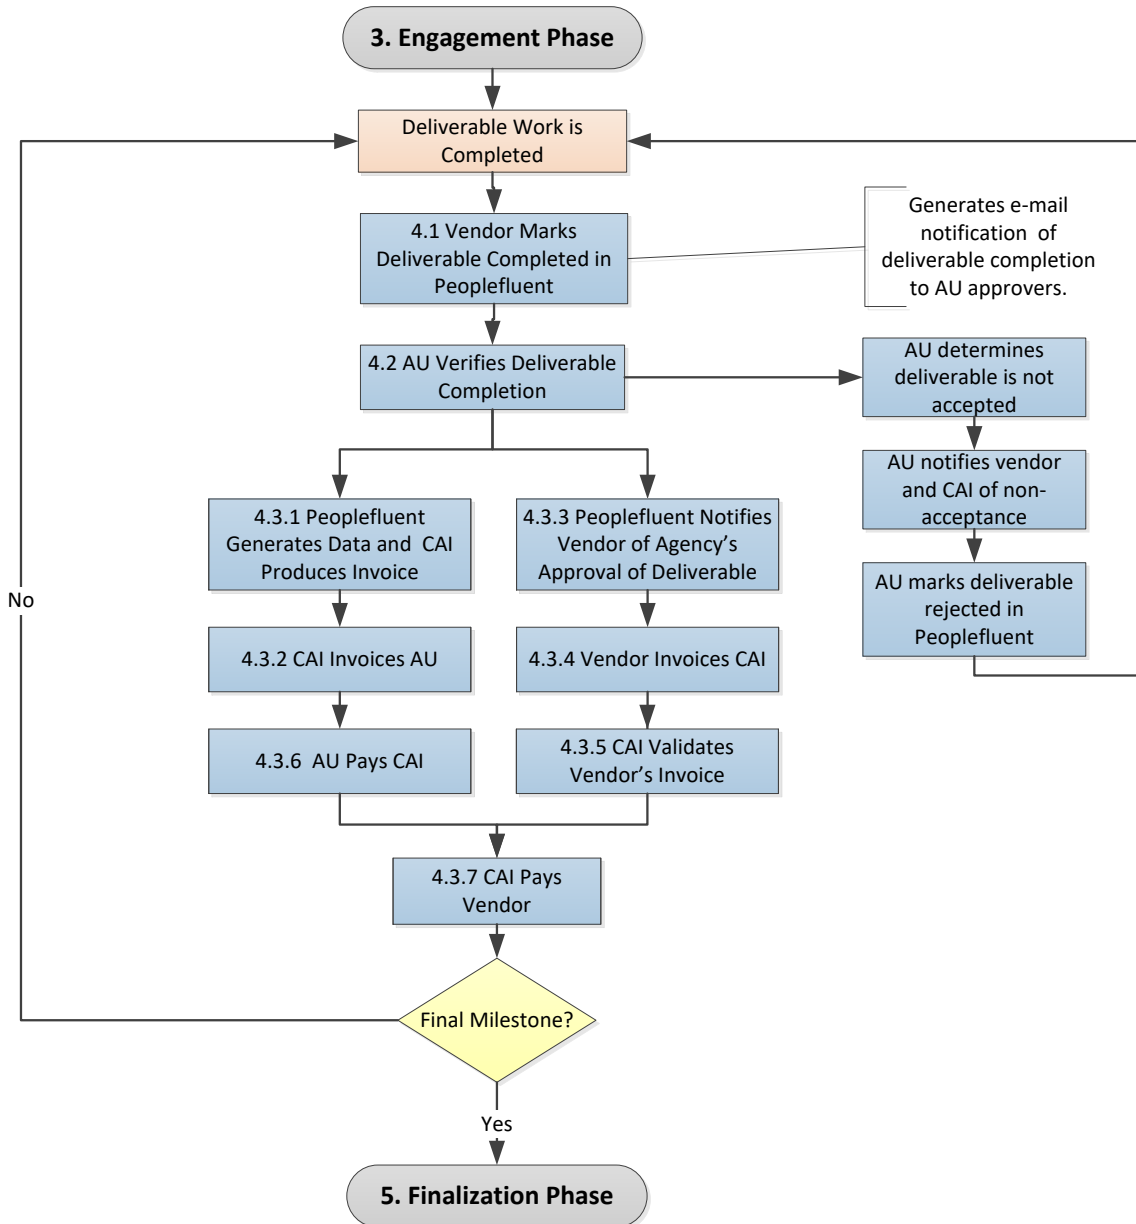 3. Engagement Phase
Deliverable Work is
Completed
4.1 Vendor Marks
Deliverable Completed in
Peoplefluent
Generates e-mail
notification of
deliverable completion
to AU approvers.
4.2 AU Verifies Deliverable
Completion
AU determines
deliverable is not
accepted
AU notifies vendor
and CAI of non-
acceptance
AU marks deliverable
rejected in
Peoplefluent
4.3.1 Peoplefluent
Generates Data and CAI
Produces Invoice
4.3.3 Peoplefluent Notifies
Vendor of Agency’s
Approval of Deliverable
No
4.3.2 CAI Invoices AU
4.3.4 Vendor Invoices CAI
4.3.6 AU Pays CAI
4.3.5 CAI Validates
Vendor’s Invoice
4.3.7 CAI Pays
Vendor
Final Milestone?
Yes
5. Finalization Phase